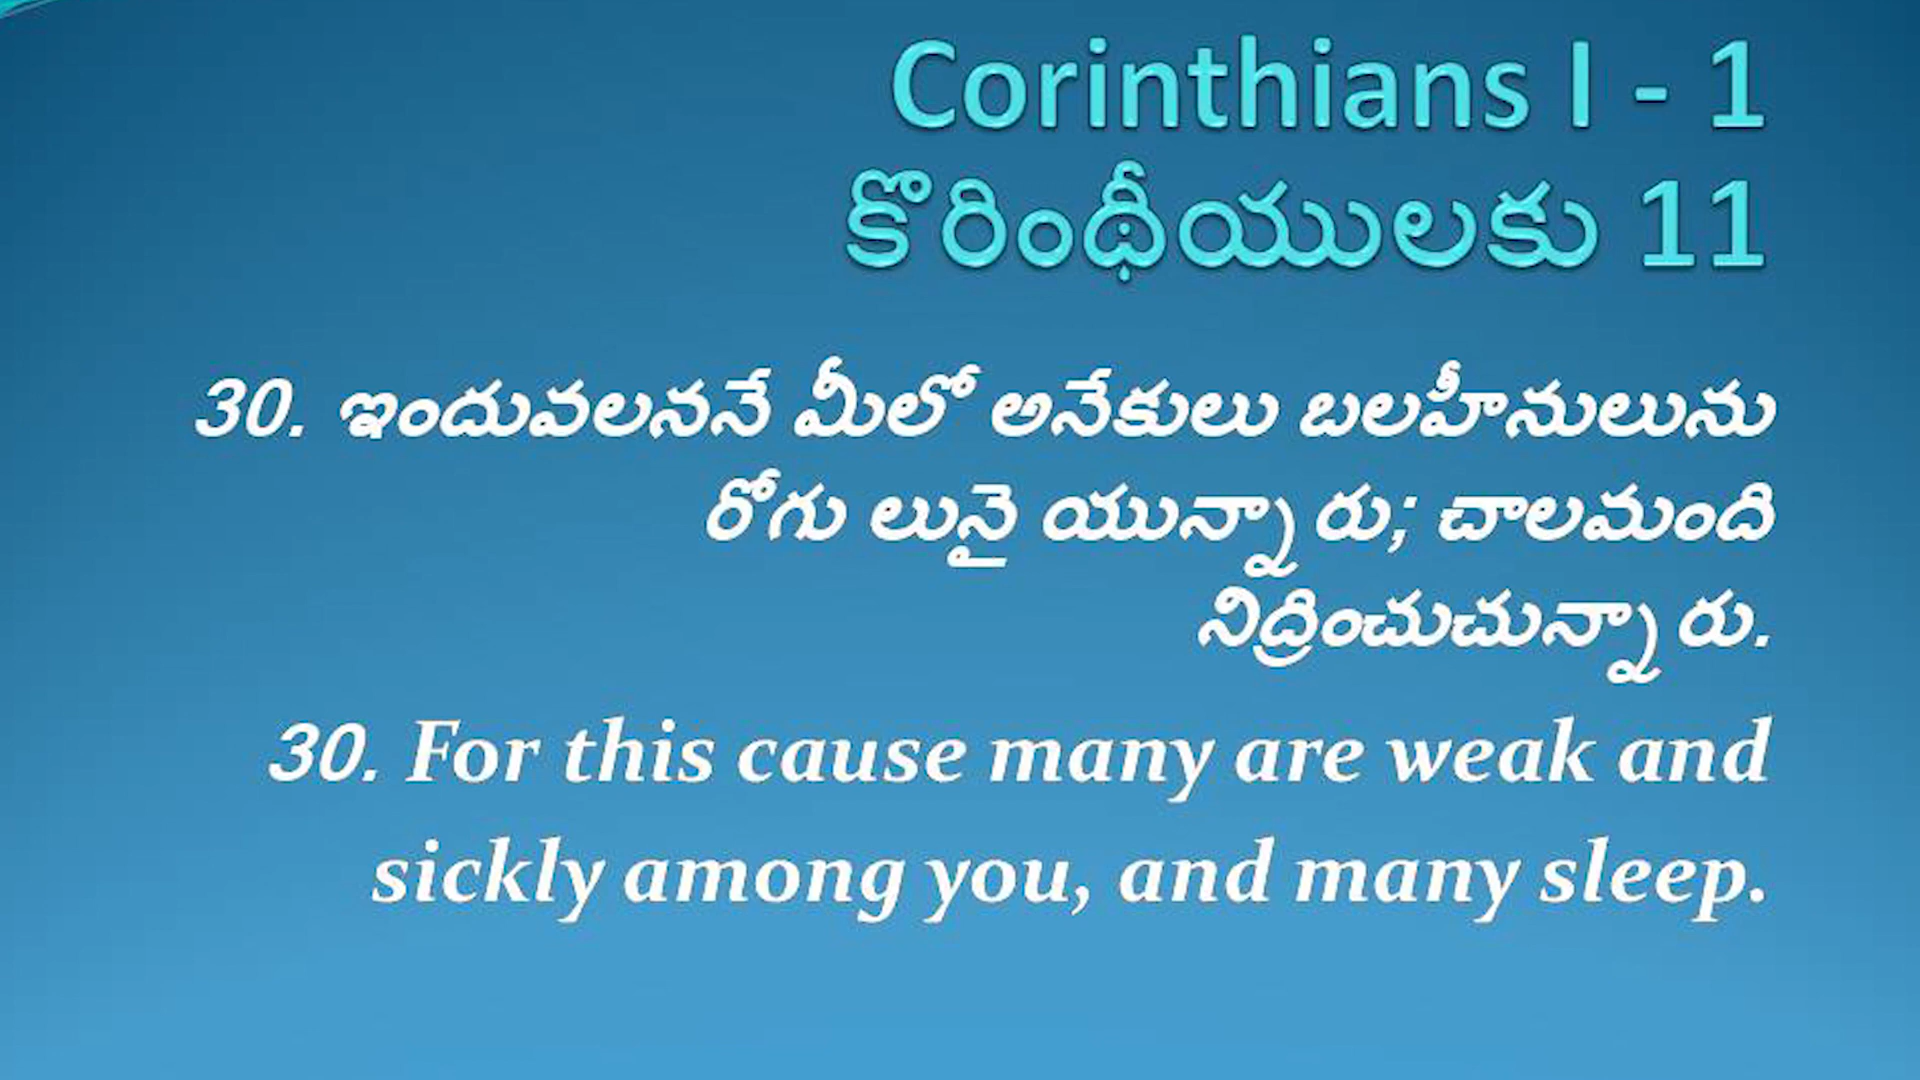 Corinthians I - 1
కొరింథీయులకు 11
30. ఇందువలననే మీలో అనేకులు బలహీనులును
రోగు లునై యున్నా రు; చాలమంది
నిద్రించుచున్నా రు.
30. For this cause many are weak and
sickly among you, and many sleep.